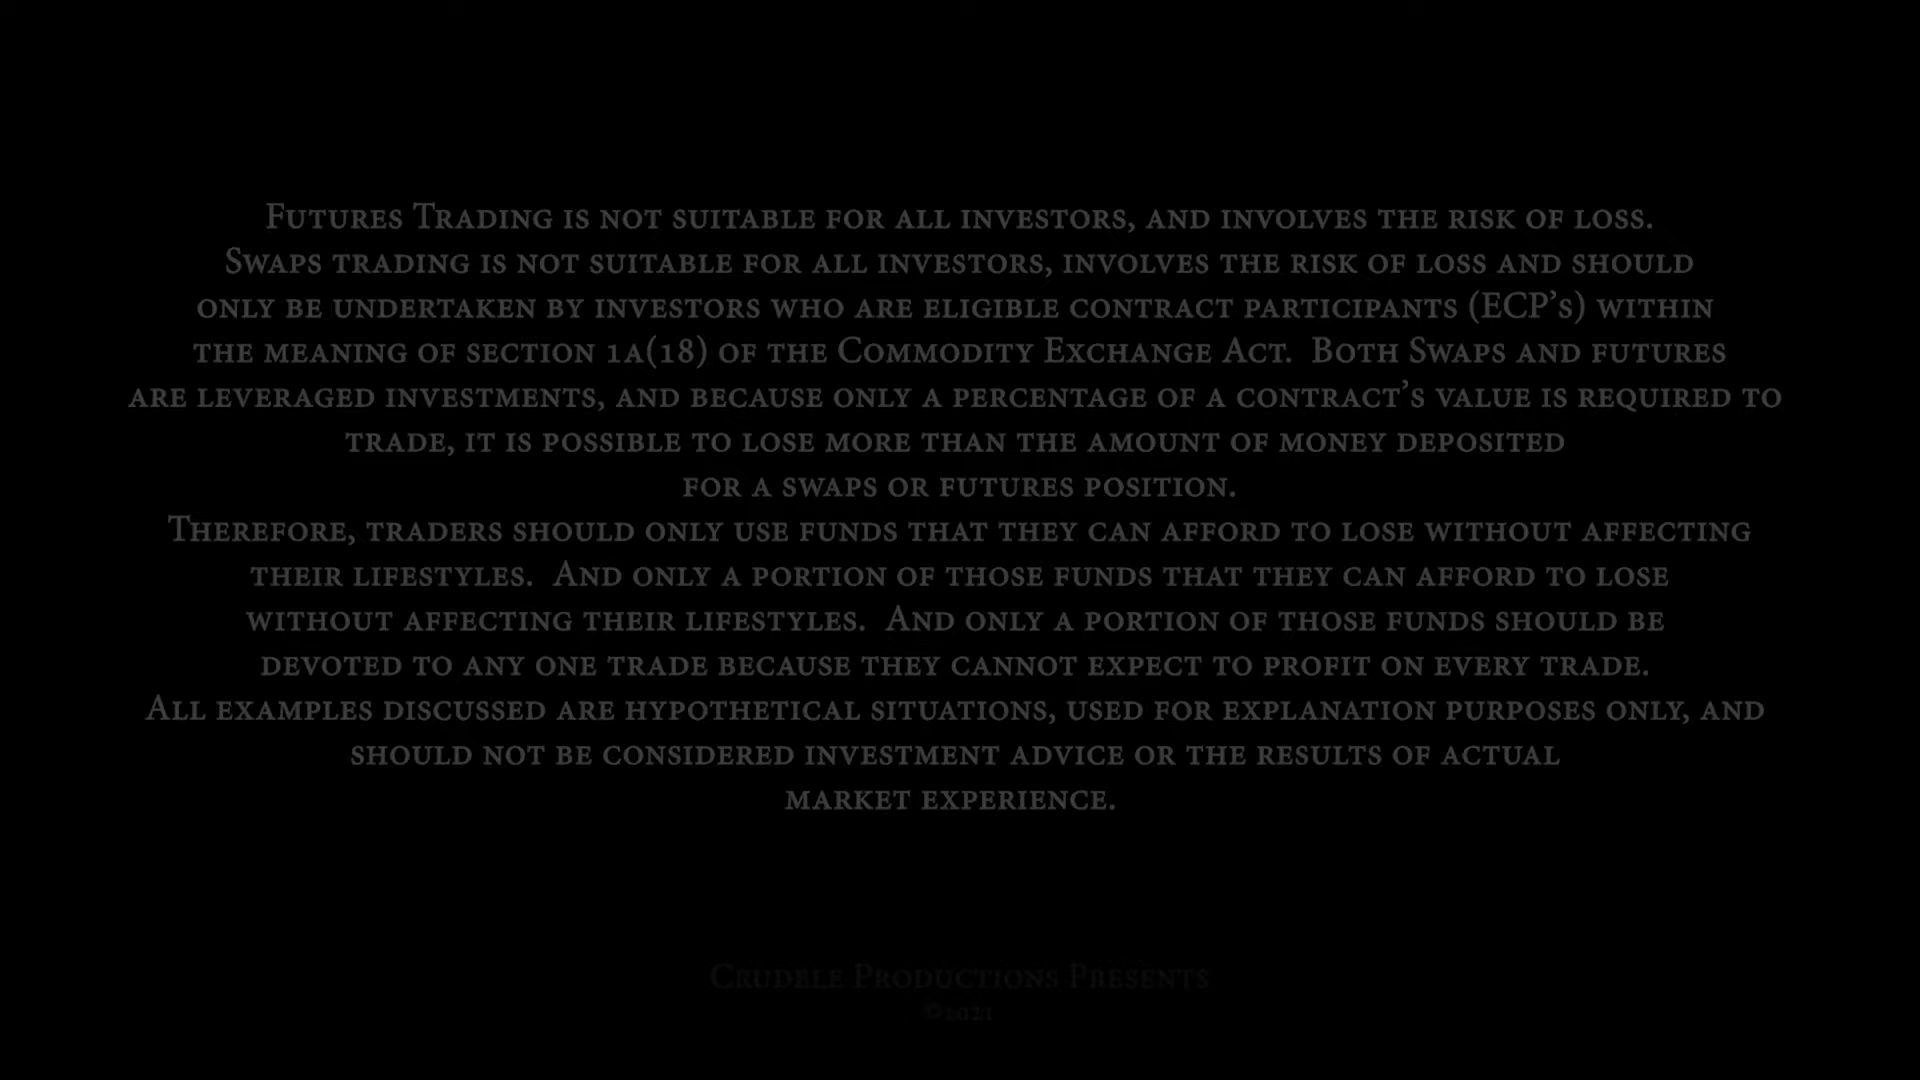 Futures Trading is not suitable for all investors, and involves the risk of loss.
Swaps trading is not suitable for all investors, involves the risk of loss and should
only be undertaken by investors who are eligible contract participants (ECP's) within
the meaning of section 1a(18) of the Commodity Exchange Act. Both Swaps and futures
are leveraged investments, and because only a percentage of a contract's value is required to
trade, it is possible to lose more than the amount of money deposited
for a swaps or futures position.
Therefore, traders should only use funds that they can afford to lose without affecting
their lifestyles. And only a portion of those funds that they can afford to lose
without affecting their lifestyles. And only a portion of those funds should be
devoted to any one trade because they cannot expect to profit on every trade.
All examples discussed are hypothetical situations, used for explanation purposes only, and
should not be considered investment advice or the results of actual
market experience.
Crudele Productions Presents
©2021